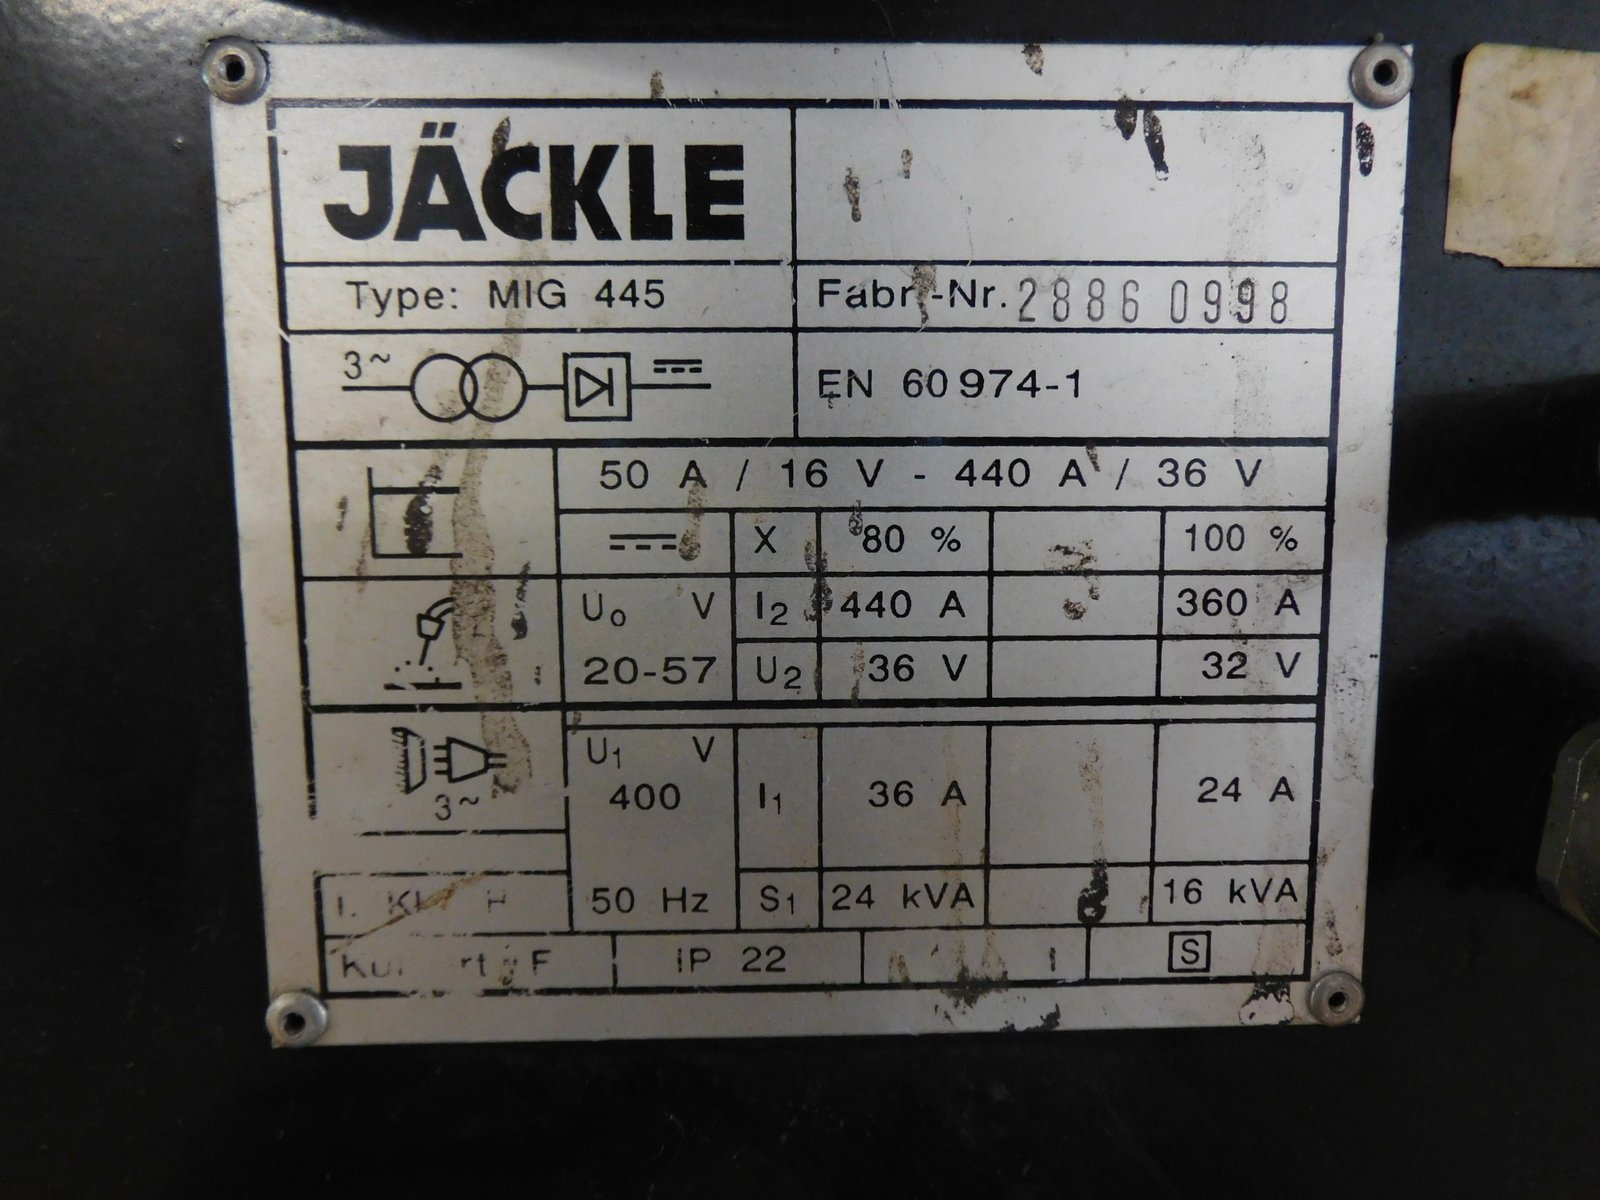 JÄCKLE
Type: MIG 445
Fabr.-Nr. 2886 0998
3~
EN 60974-1
50 A / 16 V - 440 A / 36 V
X 80 % 100 %
U0 V I2 440 A 360 A
20-57 U2 36 V 32 V
U1 V
400 I1 36 A 24 A
3~
50 Hz S1 24 kVA 16 kVA
F IP 22 S